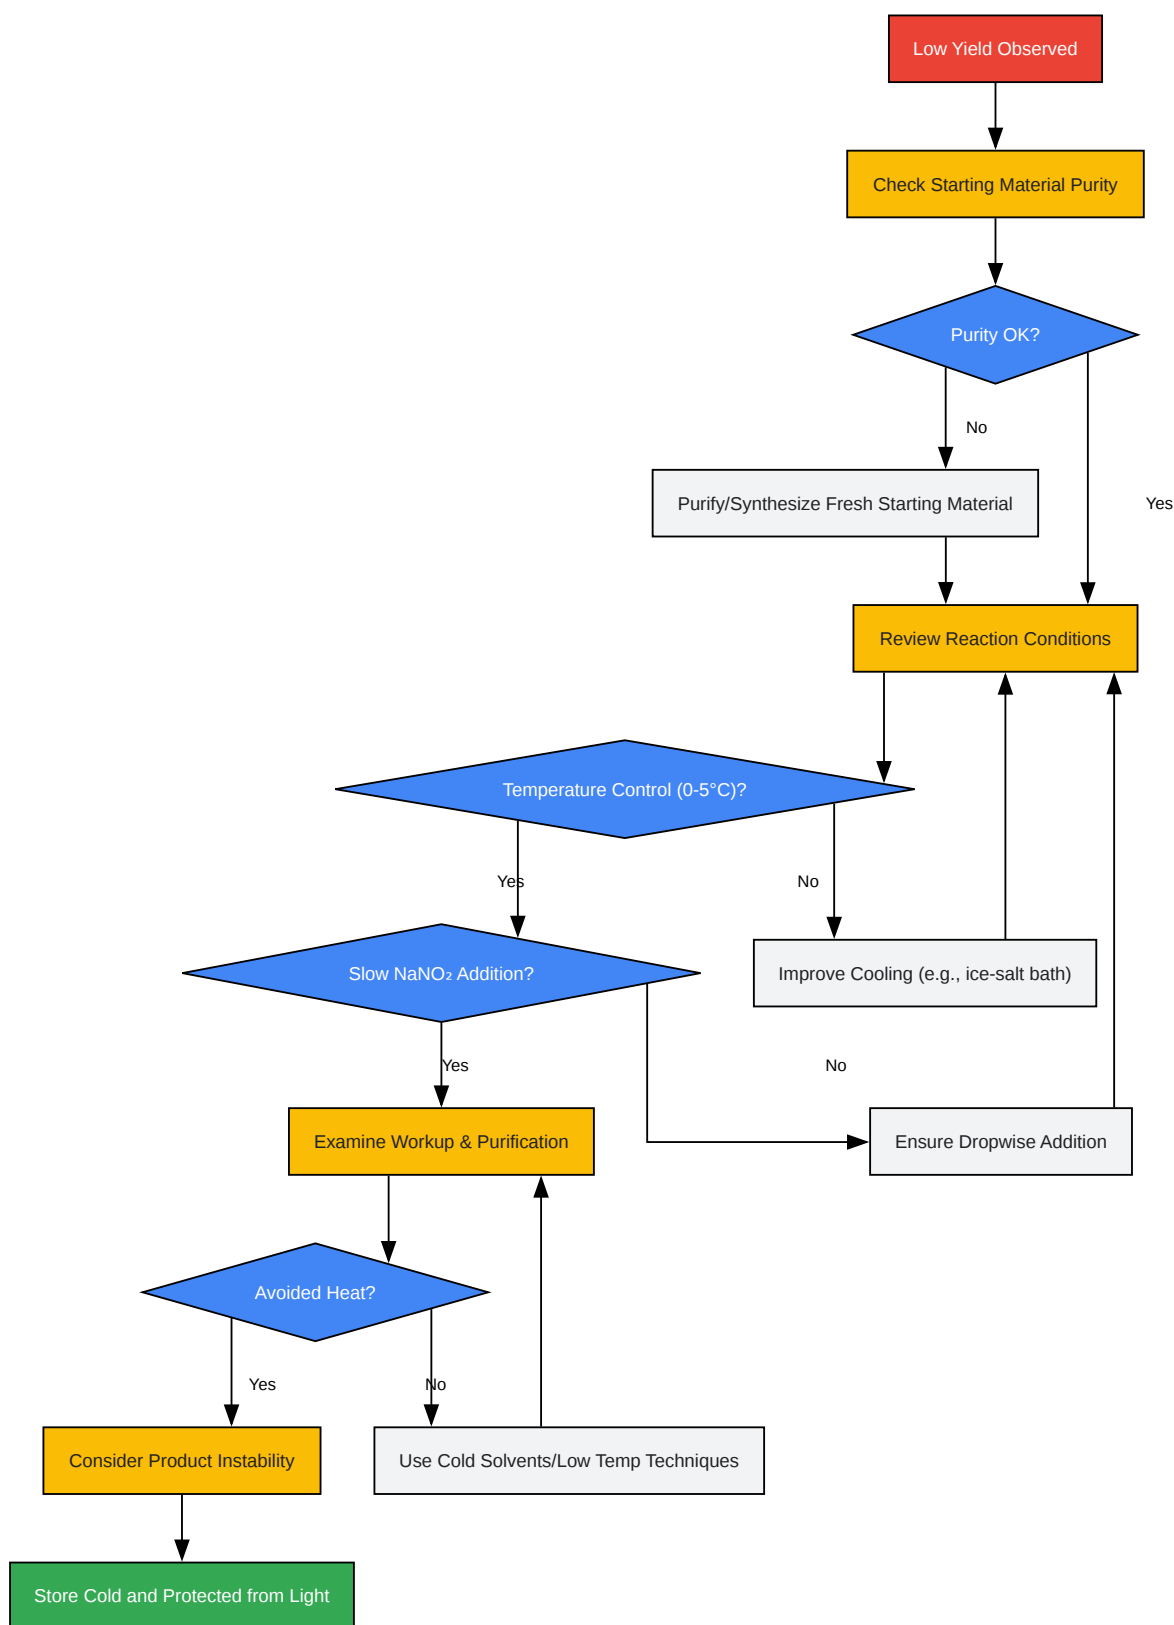 Low Yield Observed
Check Starting Material Purity
Purity OK?
No
Yes
Purify/Synthesize Fresh Starting Material
Review Reaction Conditions
Temperature Control (0-5°C)?
Yes
No
Slow NaNO₂ Addition?
Improve Cooling (e.g., ice-salt bath)
Yes
No
Examine Workup & Purification
Ensure Dropwise Addition
Avoided Heat?
Yes
No
Consider Product Instability
Use Cold Solvents/Low Temp Techniques
Store Cold and Protected from Light